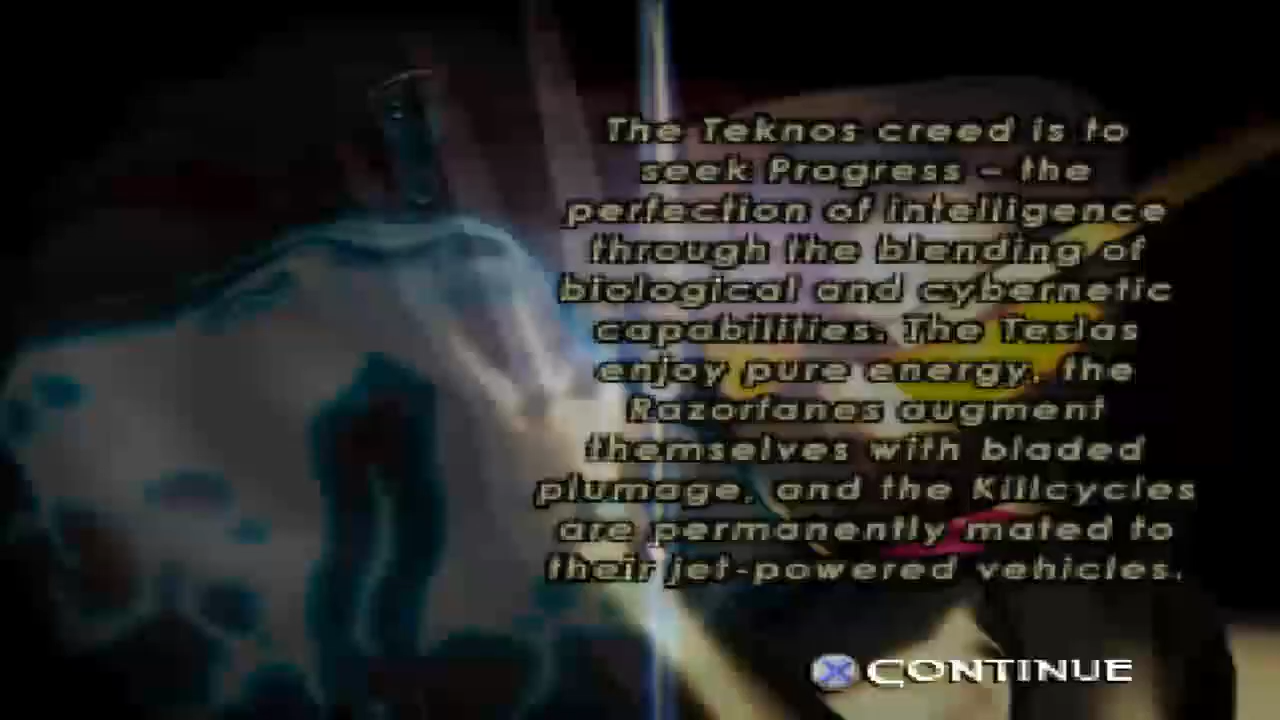 The Teknos creed is to
seek Progress - the
perfection of intelligence
through the blending of
biological and cybernetic
capabilities. The Teslas
enjoy pure energy, the
Razorfanes augment
themselves with bladed
plumage, and the Killcycles
are permanently mated to
their jet-powered vehicles.
CONTINUE